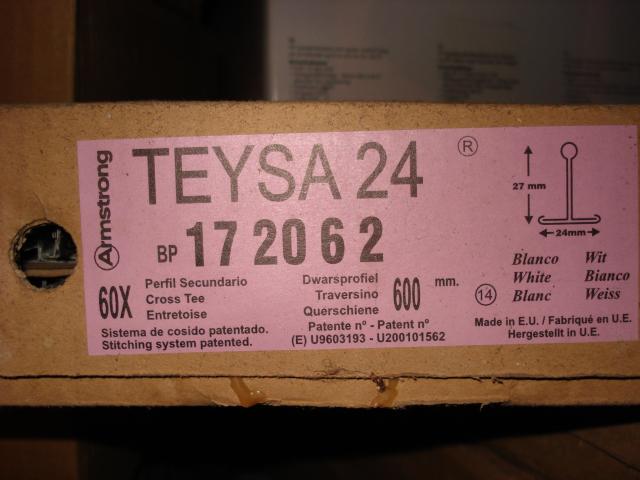 Armstrong
TEYSA 24 ®
BP 17 20 6 2
60X
Perfil Secundario
Cross Tee
Entretoise
Dwarsprofiel
Traversino
Querschiene
600 mm.
Sistema de cosido patentado.
Stitching system patented.
Patente nº - Patent nº
(E) U9603193 - U200101562
27 mm
24mm
Blanco Wit
White Bianco
Blanc Weiss
14
Made in E.U. / Fabriqué en U.E.
Hergestellt in U.E.